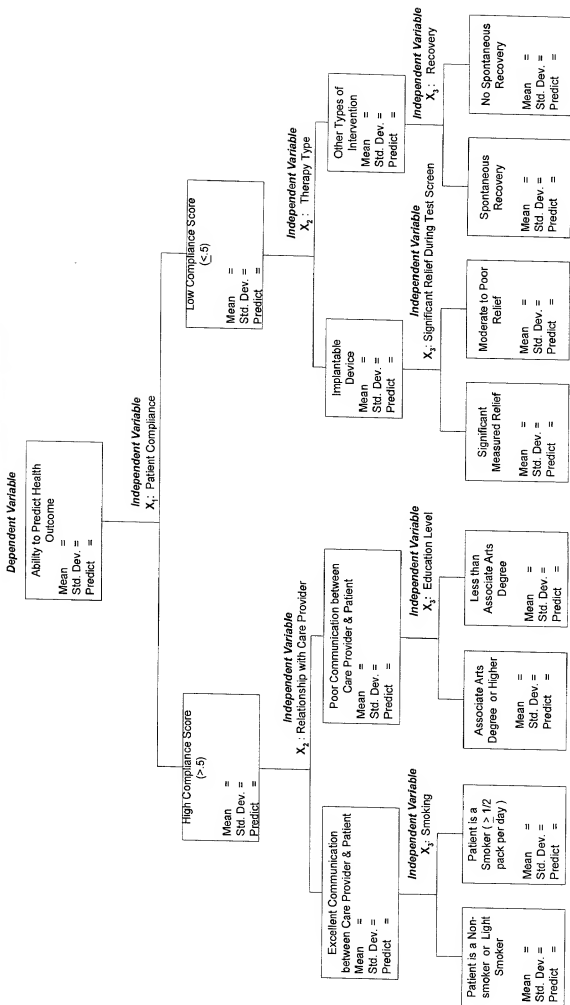 Dependent Variable
Ability to Predict Health
Outcome
Mean =
Std. Dev. =
Predict =
Independent Variable
X₁: Patient Compliance
High Compliance Score
(>.5)
Mean =
Std. Dev. =
Predict =
Low Compliance Score
(≤.5)
Mean =
Std. Dev. =
Predict =
Independent Variable
X₂ : Relationship with Care Provider
Independent Variable
X₂ : Therapy Type
Excellent Communication
between Care Provider & Patient
Mean =
Std. Dev. =
Predict =
Poor Communication between
Care Provider & Patient
Mean =
Std. Dev. =
Predict =
Implantable
Device
Mean =
Std. Dev. =
Predict =
Other Types of
Intervention
Mean =
Std. Dev. =
Predict =
Independent Variable
X₃: Smoking
Independent Variable
X₃: Education Level
Independent Variable
X₃: Significant Relief During Test Screen
Independent Variable
X₃ : Recovery
Patient is a Non-
smoker or Light
Smoker
Mean =
Std. Dev. =
Predict =
Patient is a
Smoker ( > 1/2
pack per day )
Mean =
Std. Dev. =
Predict =
Associate Arts
Degree or Higher
Mean =
Std. Dev. =
Predict =
Less than
Associate Arts
Degree
Mean =
Std. Dev. =
Predict =
Significant
Measured Relief
Mean =
Std. Dev. =
Predict =
Moderate to Poor
Relief
Mean =
Std. Dev. =
Predict =
Spontaneous
Recovery
Mean =
Std. Dev. =
Predict =
No Spontaneous
Recovery
Mean =
Std. Dev. =
Predict =